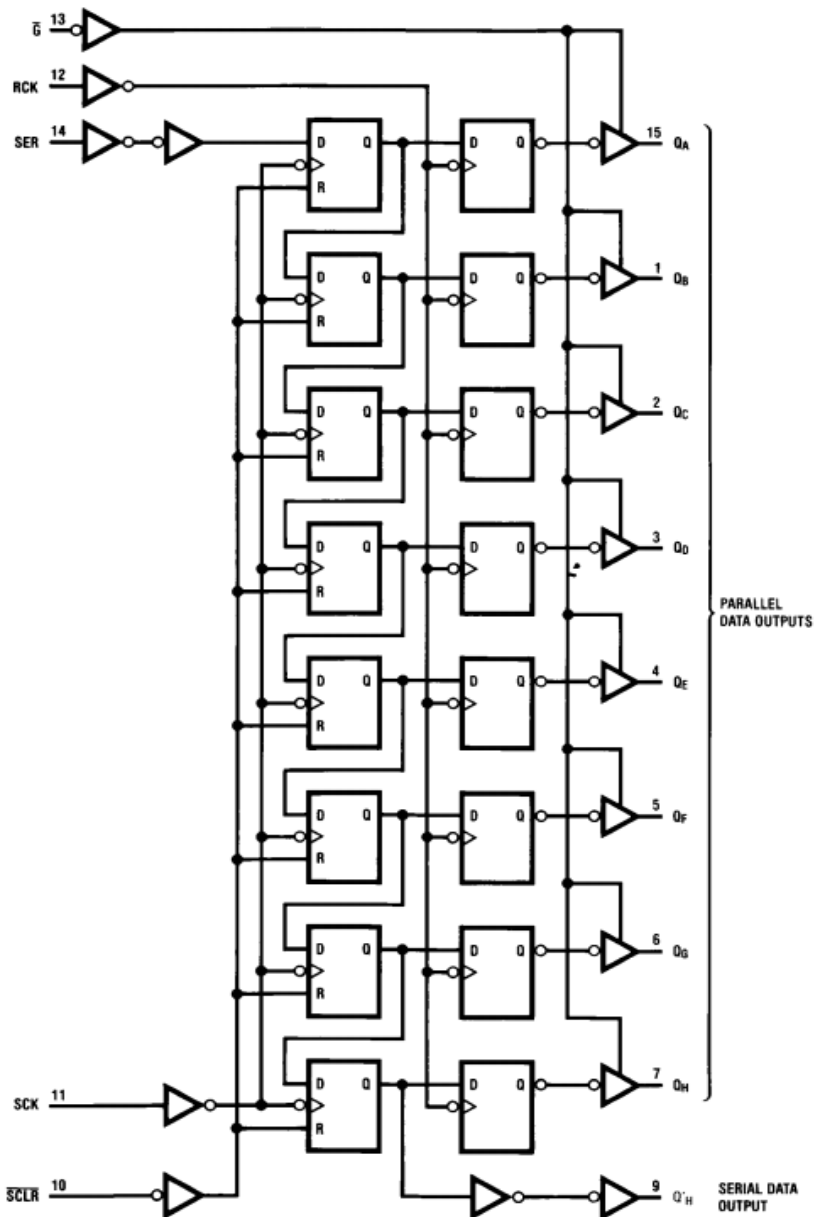 G̅ 13
RCK 12
SER 14
D Q D Q 15 QA
R
D Q D Q 1 QB
R
D Q D Q 2 QC
R
D Q D Q 3 QD
R
D Q D Q 4 QE
R
D Q D Q 5 QF
R
D Q D Q 6 QG
R
D Q D Q 7 QH
R
PARALLEL
DATA OUTPUTS
SCK 11
S̅C̅L̅R̅ 10
9 Q'H
SERIAL DATA
OUTPUT